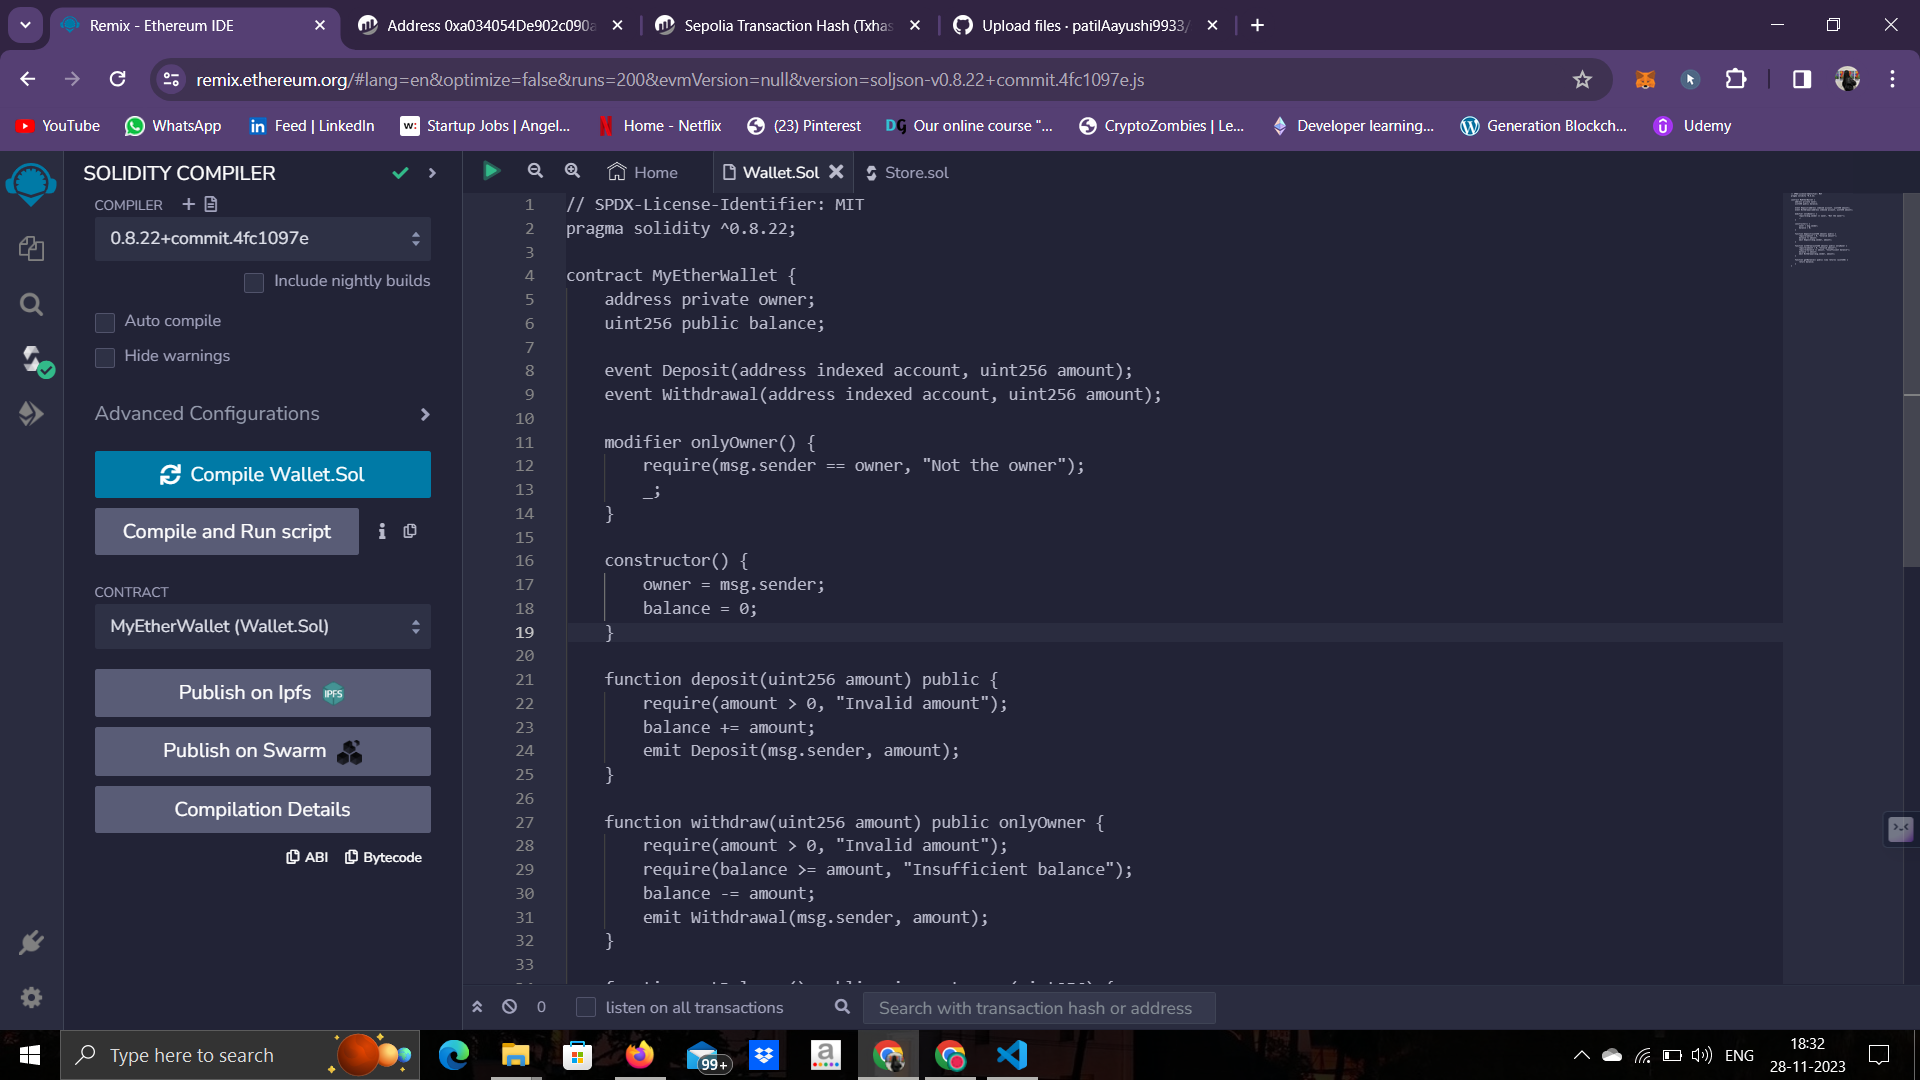 Remix - Ethereum IDE
Address 0xa034054De902c090a
Sepolia Transaction Hash (Txhas
Upload files · patilAayushi9933/
remix.ethereum.org/#lang=en&optimize=false&runs=200&evmVersion=null&version=soljson-v0.8.22+commit.4fc1097e.js
YouTube
WhatsApp
Feed | LinkedIn
Startup Jobs | Angel...
Home - Netflix
(23) Pinterest
Our online course "...
CryptoZombies | Le...
Developer learning...
Generation Blockch...
Udemy
SOLIDITY COMPILER
COMPILER
0.8.22+commit.4fc1097e
Include nightly builds
Auto compile
Hide warnings
Advanced Configurations
Compile Wallet.Sol
Compile and Run script
CONTRACT
MyEtherWallet (Wallet.Sol)
Publish on Ipfs IPFS
Publish on Swarm
Compilation Details
ABI
Bytecode
Home
Wallet.Sol
Store.sol
1 // SPDX-License-Identifier: MIT
2 pragma solidity ^0.8.22;
3
4 contract MyEtherWallet {
5 address private owner;
6 uint256 public balance;
7
8 event Deposit(address indexed account, uint256 amount);
9 event Withdrawal(address indexed account, uint256 amount);
10
11 modifier onlyOwner() {
12 require(msg.sender == owner, "Not the owner");
13 _;
14 }
15
16 constructor() {
17 owner = msg.sender;
18 balance = 0;
19 }
20
21 function deposit(uint256 amount) public {
22 require(amount > 0, "Invalid amount");
23 balance += amount;
24 emit Deposit(msg.sender, amount);
25 }
26
27 function withdraw(uint256 amount) public onlyOwner {
28 require(amount > 0, "Invalid amount");
29 require(balance >= amount, "Insufficient balance");
30 balance -= amount;
31 emit Withdrawal(msg.sender, amount);
32 }
33
0
listen on all transactions
Search with transaction hash or address
Type here to search
99+
ENG
18:32
28-11-2023